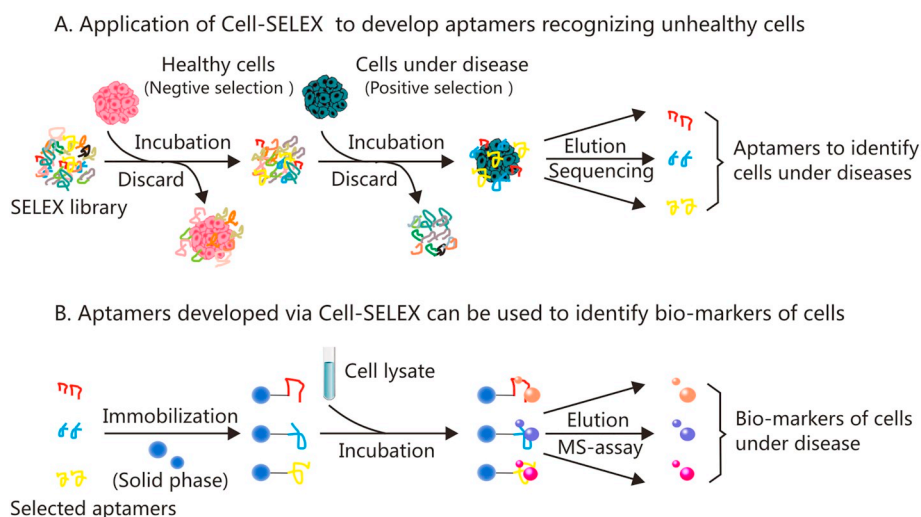 A. Application of Cell-SELEX to develop aptamers recognizing unhealthy cells
Healthy cells
(Negtive selection )
Cells under disease
(Positive selection )
Incubation
Discard
Incubation
Discard
Elution
Sequencing
Aptamers to identify
cells under diseases
SELEX library
B. Aptamers developed via Cell-SELEX can be used to identify bio-markers of cells
Cell lysate
Immobilization
(Solid phase)
Incubation
Elution
MS-assay
Bio-markers of cells
under disease
Selected aptamers